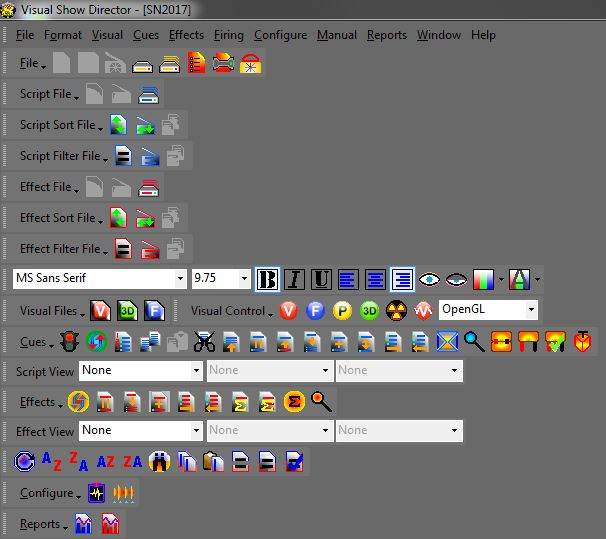 Visual Show Director - [SN2017]
File Format Visual Cues Effects Firing Configure Manual Reports Window Help
File
Script File
Script Sort File
Script Filter File
Effect File
Effect Sort File
Effect Filter File
MS Sans Serif 9.75 B I U A
Visual Files V 3D F Visual Control V F P 3D OpenGL
Cues
Script View None None None
Effects Σ Σ Σ
Effect View None None None
A Z Z A AZ ZA
Configure
Reports